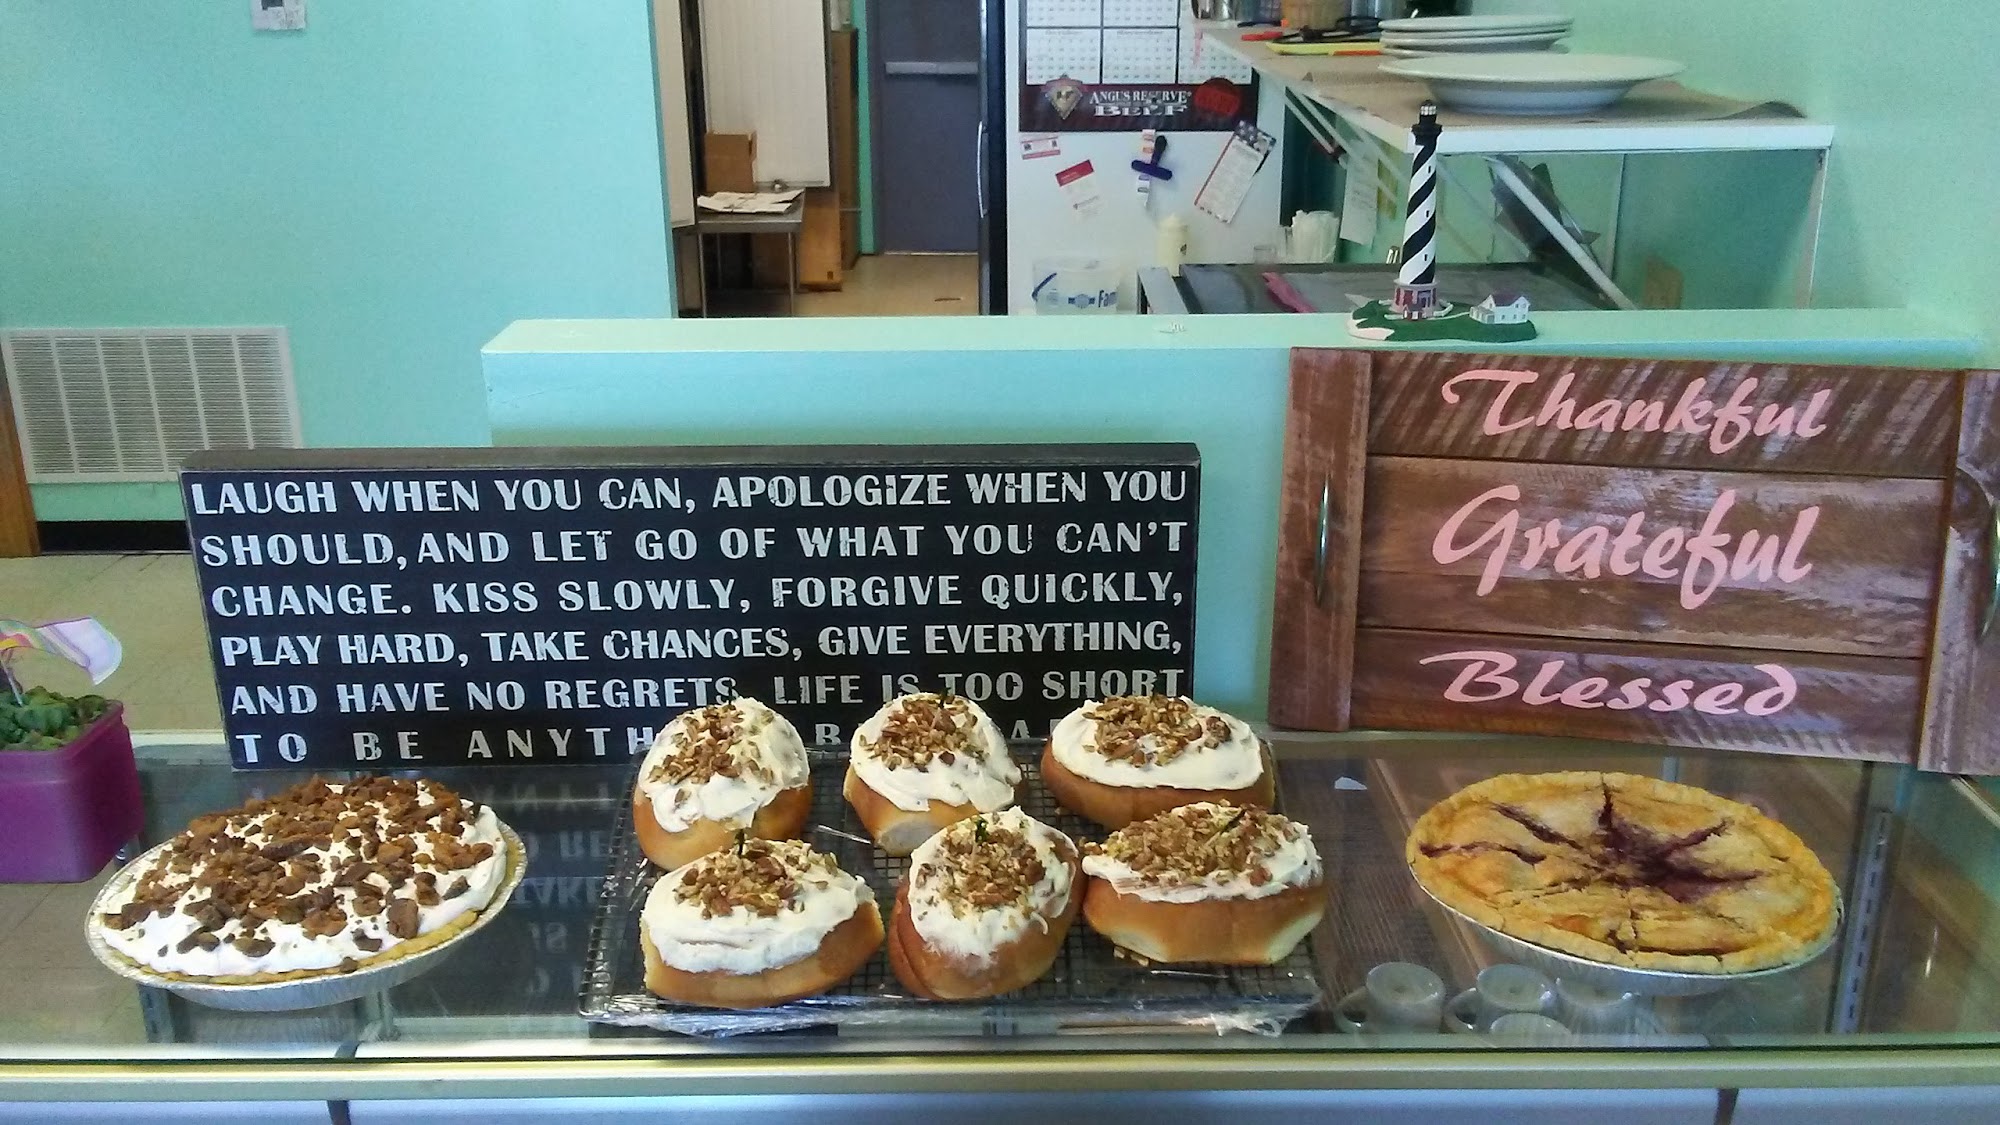 ANGUS RESERVE
BEEF
Fam
LAUGH WHEN YOU CAN, APOLOGIZE WHEN YOU
SHOULD, AND LET GO OF WHAT YOU CAN'T
CHANGE. KISS SLOWLY, FORGIVE QUICKLY,
PLAY HARD, TAKE CHANCES, GIVE EVERYTHING,
AND HAVE NO REGRETS. LIFE IS TOO SHORT
TO BE
Thankful
Grateful
Blessed